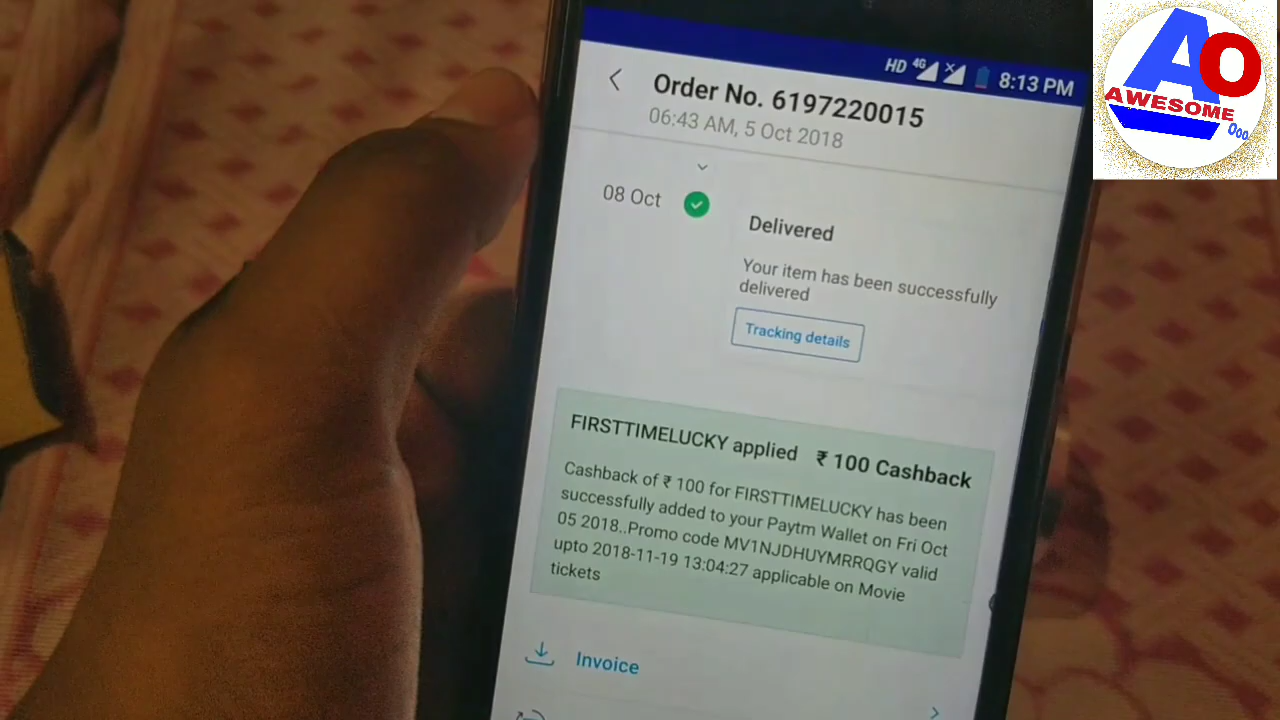 HD 4G 8:13 PM
Order No. 6197220015
06:43 AM, 5 Oct 2018
08 Oct
Delivered
Your item has been successfully
delivered
Tracking details
FIRSTTIMELUCKY applied ₹ 100 Cashback
Cashback of ₹ 100 for FIRSTTIMELUCKY has been
successfully added to your Paytm Wallet on Fri Oct
05 2018..Promo code MV1NJDHUYMRRQGY valid
upto 2018-11-19 13:04:27 applicable on Movie
tickets
Invoice
AO
AWESOME
Ooo